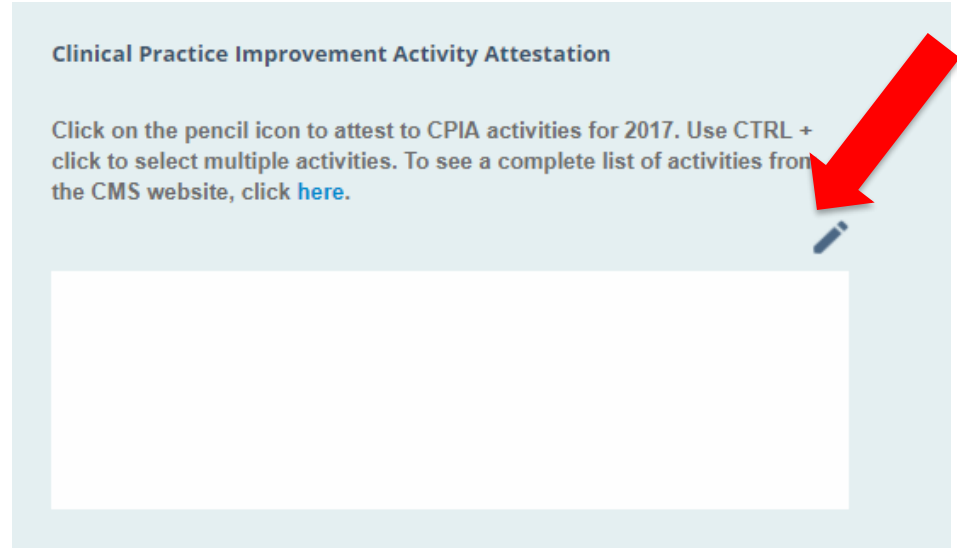 Clinical Practice Improvement Activity Attestation
Click on the pencil icon to attest to CPIA activities for 2017. Use CTRL +
click to select multiple activities. To see a complete list of activities from
the CMS website, click here.